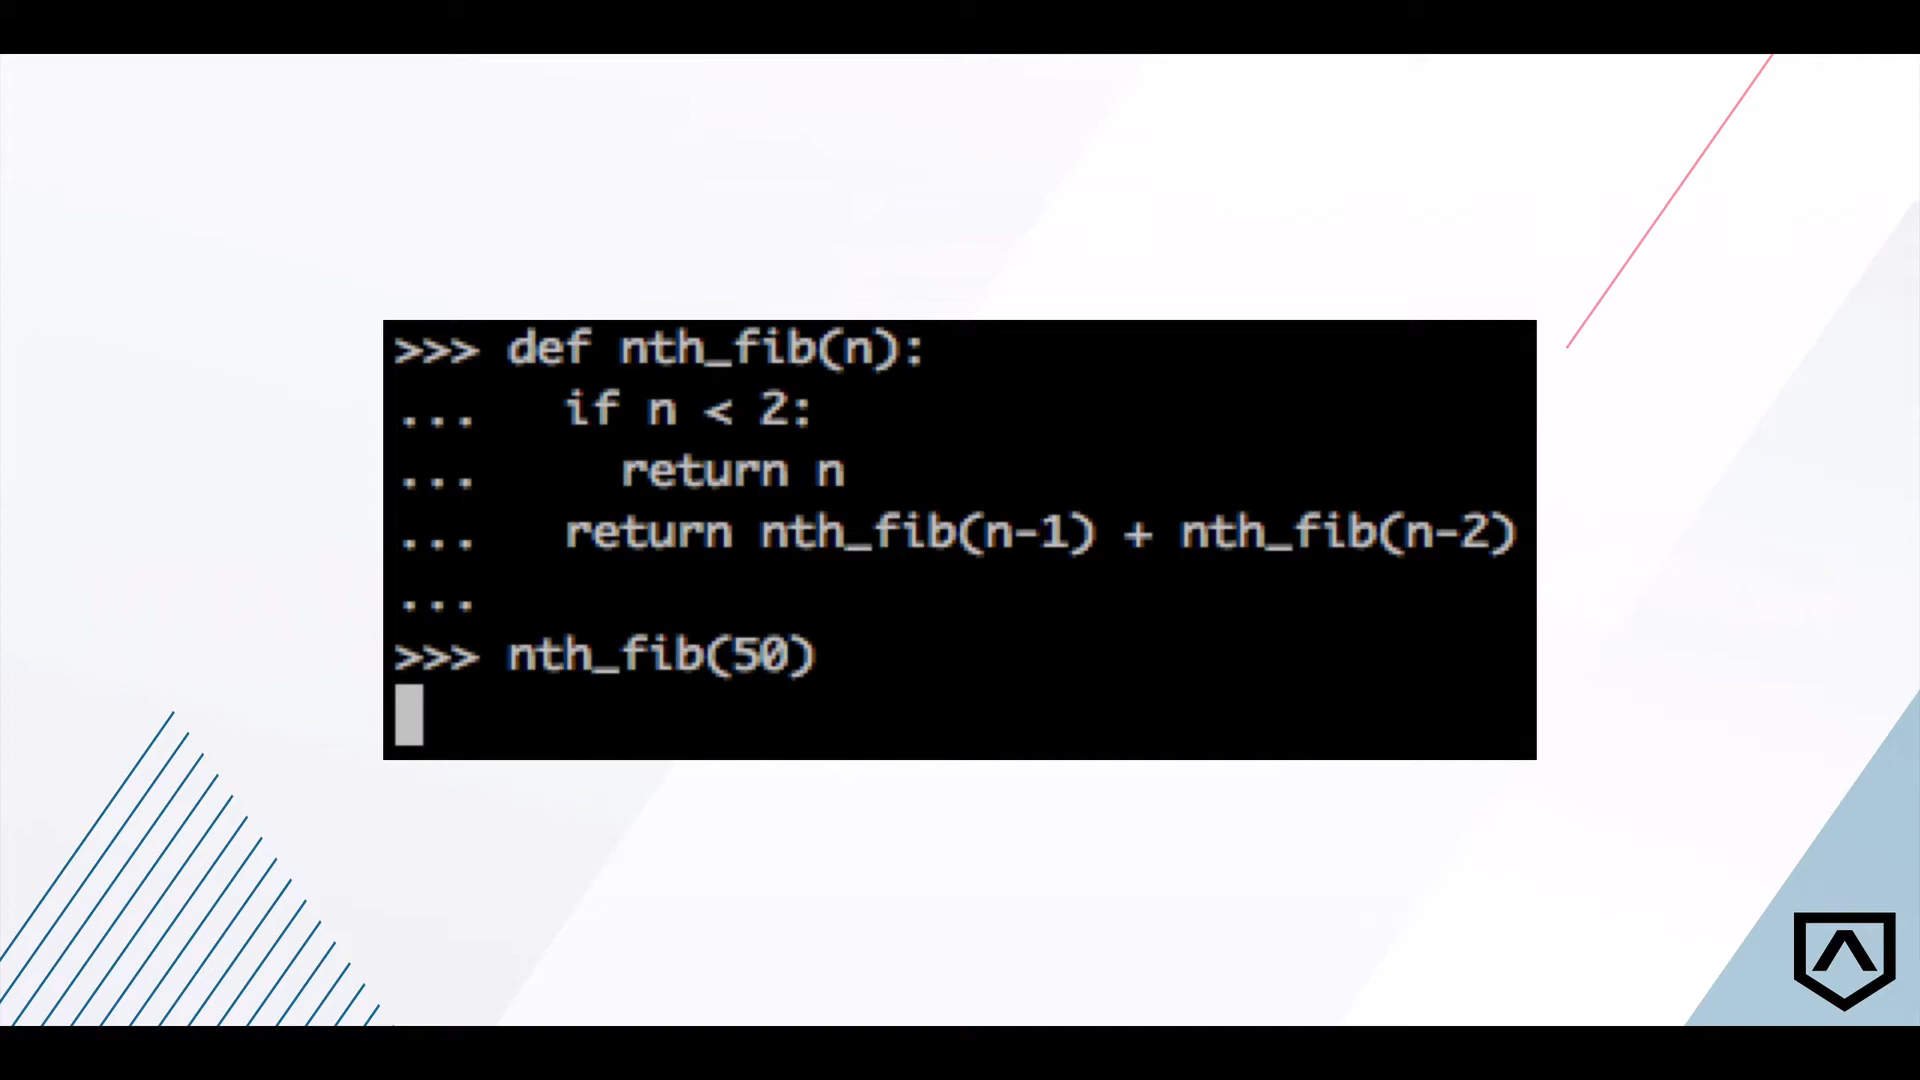 >>> def nth_fib(n):
...   if n < 2:
...     return n
...   return nth_fib(n-1) + nth_fib(n-2)
...
>>> nth_fib(50)